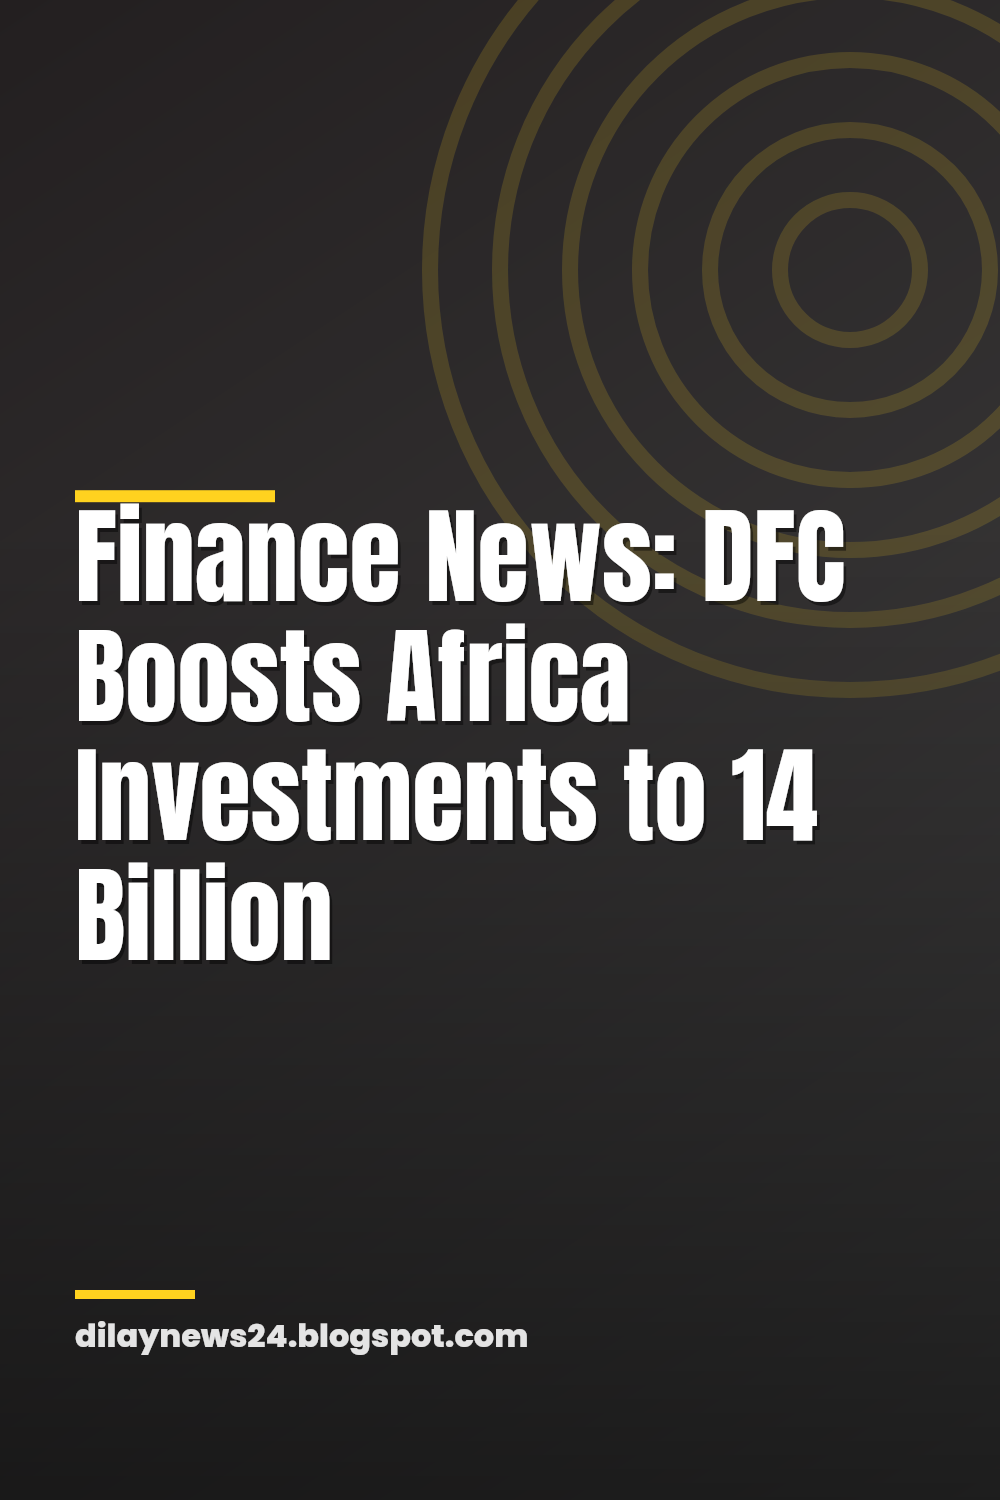 Finance News: DFC
Boosts Africa
Investments to 14
Billion
dilaynews24.blogspot.com